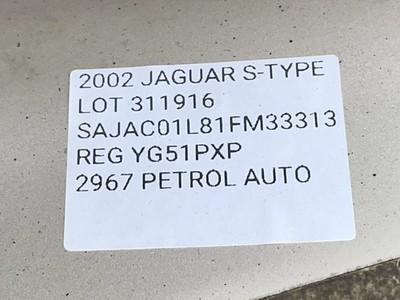 2002 JAGUAR S-TYPE
LOT 311916
SAJAC01L81FM33313
REG YG51PXP
2967 PETROL AUTO